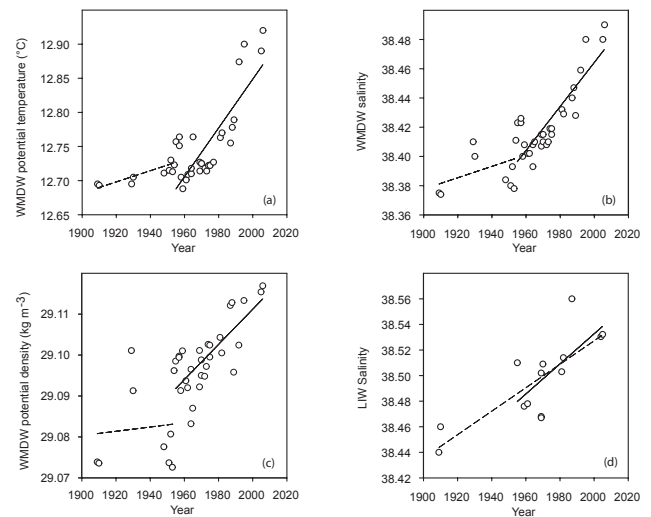 WMDW potential temperature (°C)
12.90
12.85
12.80
12.75
12.70
12.65
(a)
1900 1920 1940 1960 1980 2000 2020
Year
WMDW salinity
38.48
38.46
38.44
38.42
38.40
38.38
38.36
(b)
1900 1920 1940 1960 1980 2000 2020
Year
WMDW potential density (kg m-3)
29.11
29.10
29.09
29.08
29.07
(c)
1900 1920 1940 1960 1980 2000 2020
Year
LIW Salinity
38.56
38.54
38.52
38.50
38.48
38.46
38.44
38.42
(d)
1900 1920 1940 1960 1980 2000 2020
Year